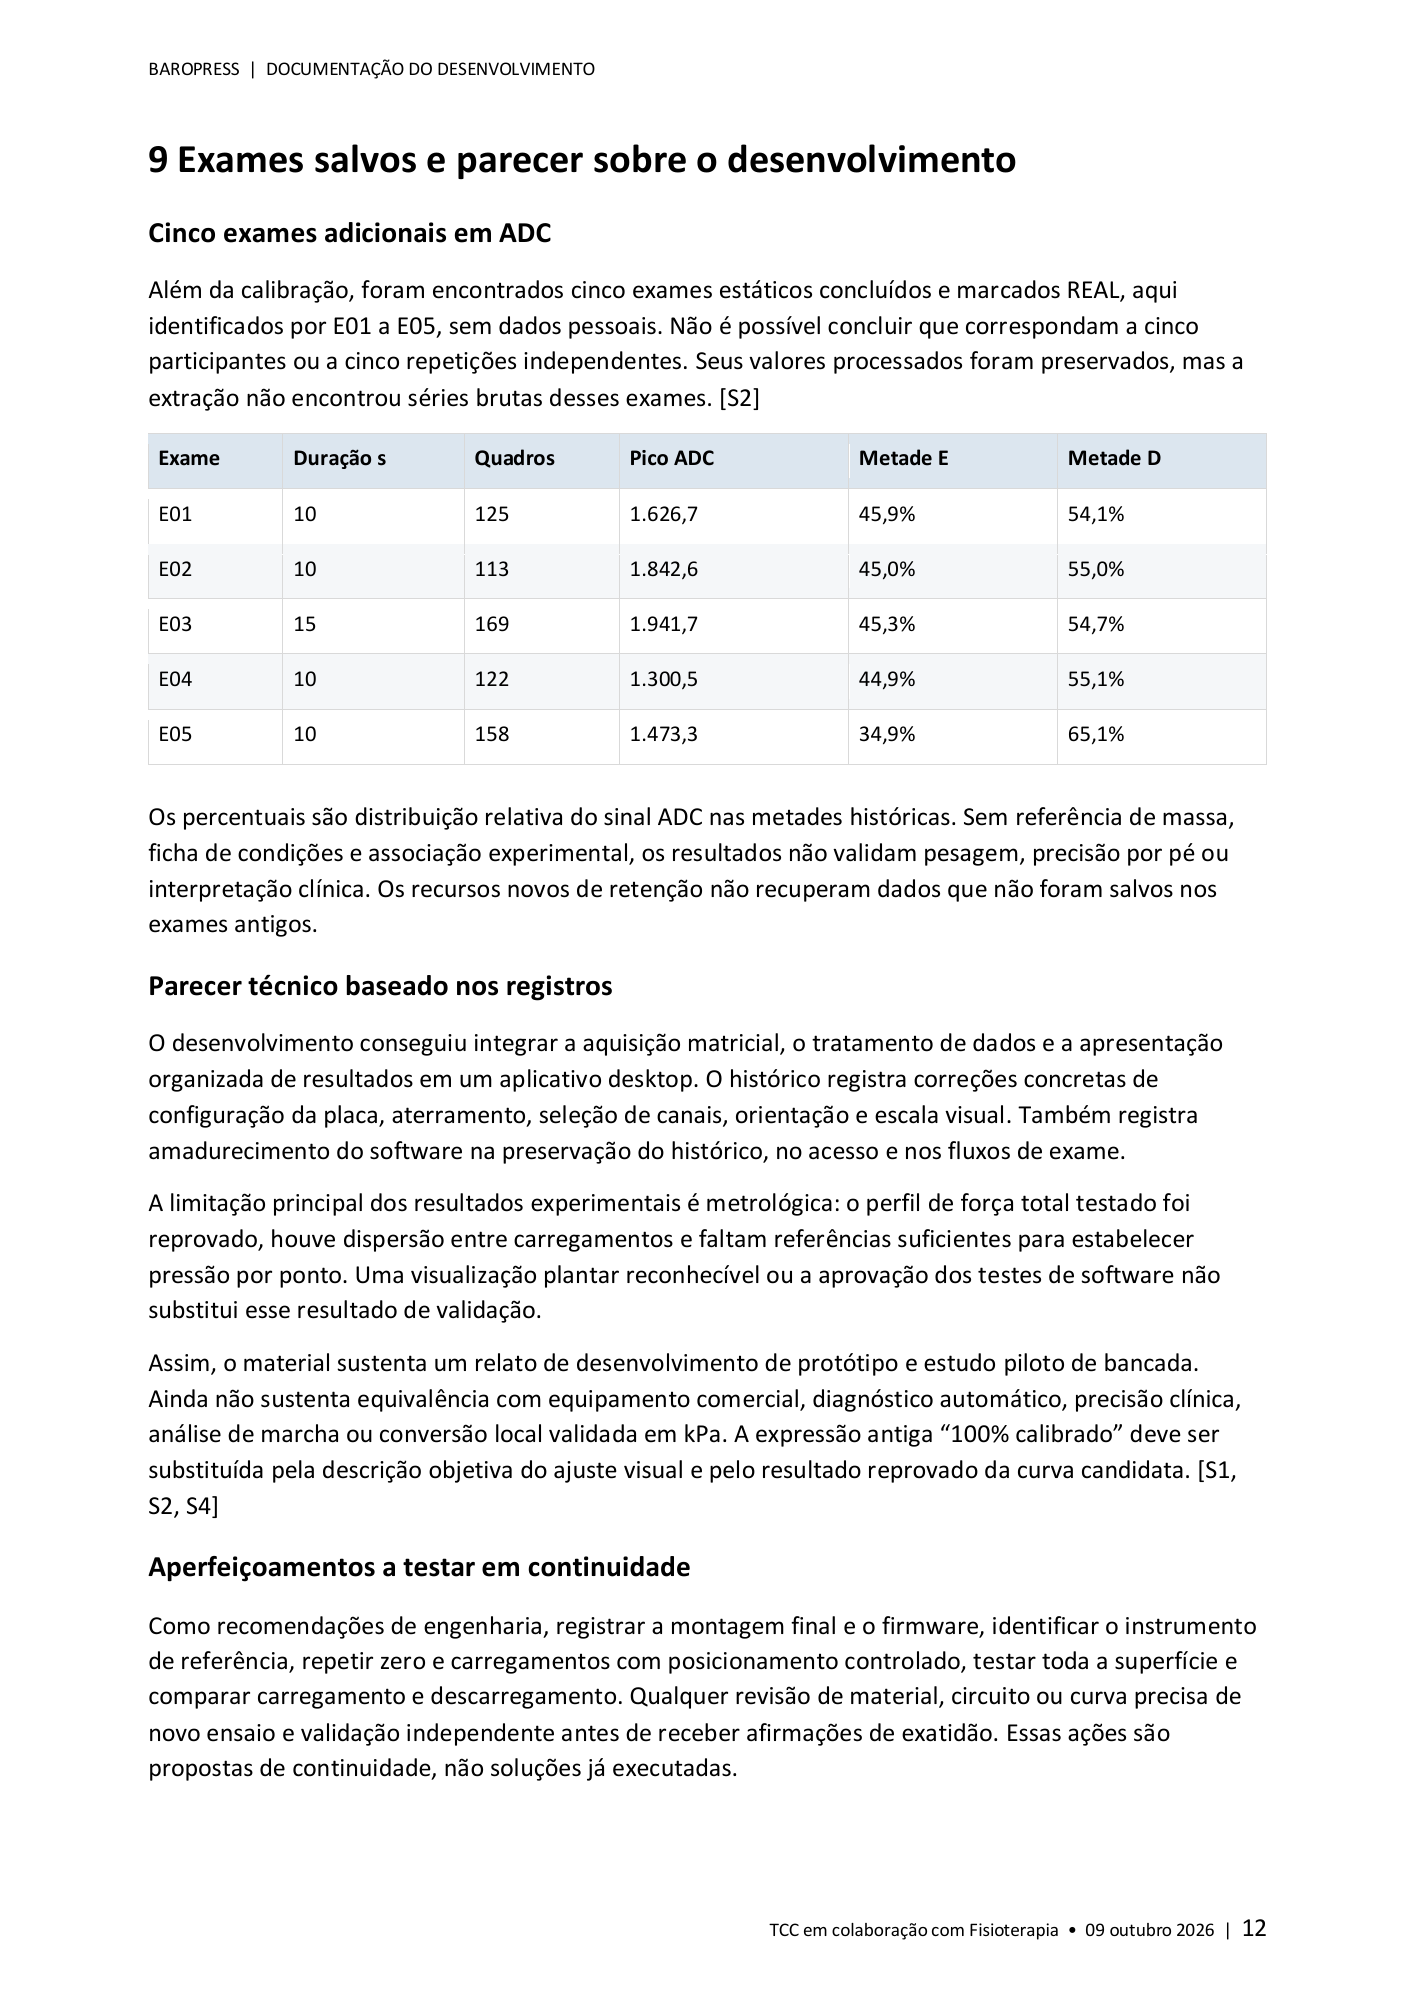 BAROPRESS | DOCUMENTAÇÃO DO DESENVOLVIMENTO
9 Exames salvos e parecer sobre o desenvolvimento
Cinco exames adicionais em ADC
Além da calibração, foram encontrados cinco exames estáticos concluídos e marcados REAL, aqui
identificados por E01 a E05, sem dados pessoais. Não é possível concluir que correspondam a cinco
participantes ou a cinco repetições independentes. Seus valores processados foram preservados, mas a
extração não encontrou séries brutas desses exames. [S2]
Exame Duração s Quadros Pico ADC Metade E Metade D
E01 10 125 1.626,7 45,9% 54,1%
E02 10 113 1.842,6 45,0% 55,0%
E03 15 169 1.941,7 45,3% 54,7%
E04 10 122 1.300,5 44,9% 55,1%
E05 10 158 1.473,3 34,9% 65,1%
Os percentuais são distribuição relativa do sinal ADC nas metades históricas. Sem referência de massa,
ficha de condições e associação experimental, os resultados não validam pesagem, precisão por pé ou
interpretação clínica. Os recursos novos de retenção não recuperam dados que não foram salvos nos
exames antigos.
Parecer técnico baseado nos registros
O desenvolvimento conseguiu integrar a aquisição matricial, o tratamento de dados e a apresentação
organizada de resultados em um aplicativo desktop. O histórico registra correções concretas de
configuração da placa, aterramento, seleção de canais, orientação e escala visual. Também registra
amadurecimento do software na preservação do histórico, no acesso e nos fluxos de exame.
A limitação principal dos resultados experimentais é metrológica: o perfil de força total testado foi
reprovado, houve dispersão entre carregamentos e faltam referências suficientes para estabelecer
pressão por ponto. Uma visualização plantar reconhecível ou a aprovação dos testes de software não
substitui esse resultado de validação.
Assim, o material sustenta um relato de desenvolvimento de protótipo e estudo piloto de bancada.
Ainda não sustenta equivalência com equipamento comercial, diagnóstico automático, precisão clínica,
análise de marcha ou conversão local validada em kPa. A expressão antiga “100% calibrado” deve ser
substituída pela descrição objetiva do ajuste visual e pelo resultado reprovado da curva candidata. [S1,
S2, S4]
Aperfeiçoamentos a testar em continuidade
Como recomendações de engenharia, registrar a montagem final e o firmware, identificar o instrumento
de referência, repetir zero e carregamentos com posicionamento controlado, testar toda a superfície e
comparar carregamento e descarregamento. Qualquer revisão de material, circuito ou curva precisa de
novo ensaio e validação independente antes de receber afirmações de exatidão. Essas ações são
propostas de continuidade, não soluções já executadas.
TCC em colaboração com Fisioterapia • 09 outubro 2026 | 12